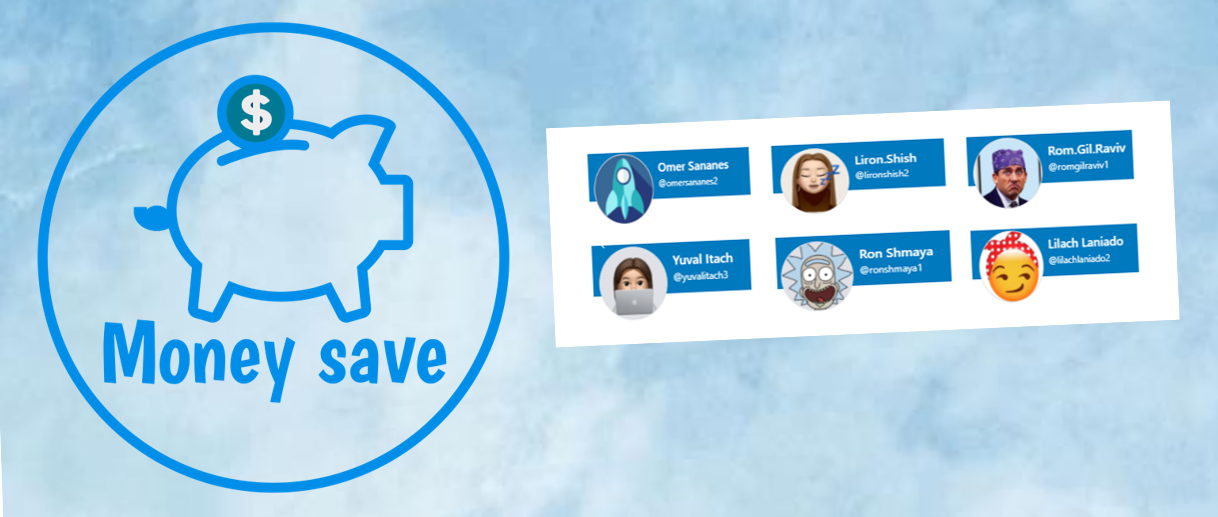 $
Money save
Omer Sananes
@omersananes2
Liron.Shish
@lironshish2
Rom.Gil.Raviv
@romgilraviv1
Yuval Itach
@yuvalitach3
Ron Shmaya
@ronshmaya1
Lilach Laniado
@lilachlaniado2